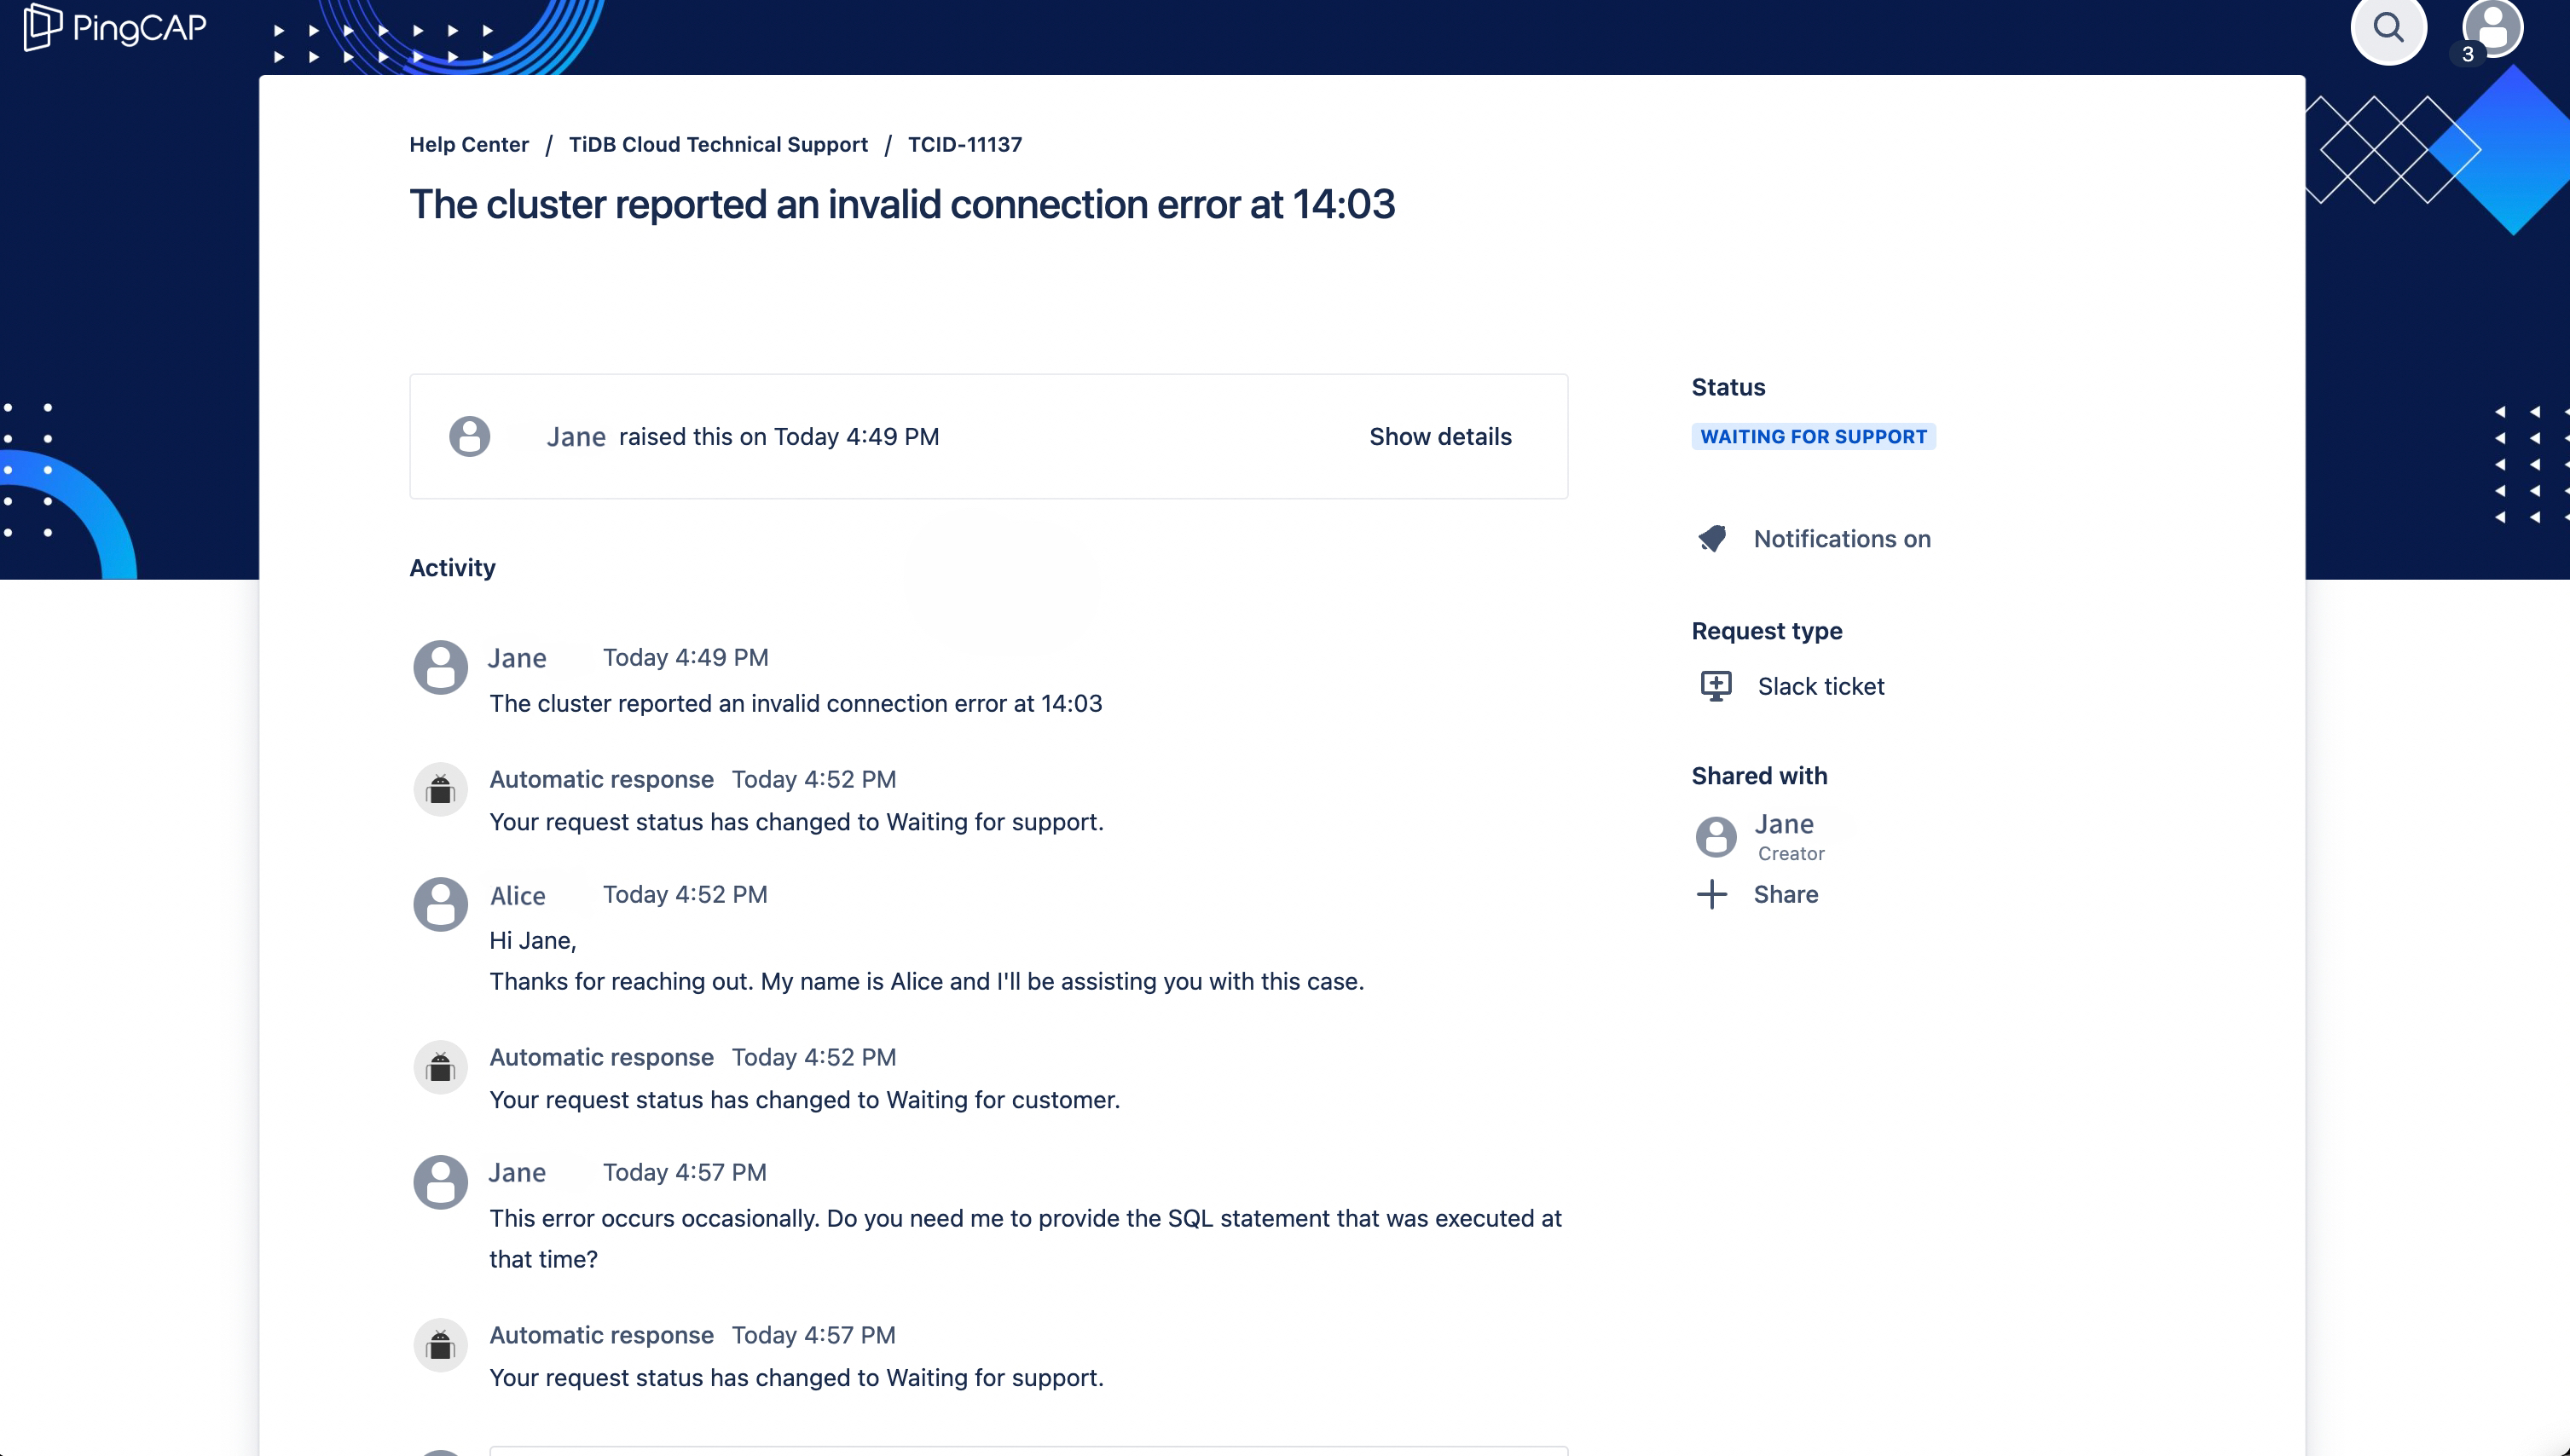 PingCAP
3
Help Center / TiDB Cloud Technical Support / TCID-11137
The cluster reported an invalid connection error at 14:03
Jane raised this on Today 4:49 PM
Show details
Activity
Jane Today 4:49 PM
The cluster reported an invalid connection error at 14:03
Automatic response Today 4:52 PM
Your request status has changed to Waiting for support.
Alice Today 4:52 PM
Hi Jane,
Thanks for reaching out. My name is Alice and I'll be assisting you with this case.
Automatic response Today 4:52 PM
Your request status has changed to Waiting for customer.
Jane Today 4:57 PM
This error occurs occasionally. Do you need me to provide the SQL statement that was executed at
that time?
Automatic response Today 4:57 PM
Your request status has changed to Waiting for support.
Status
WAITING FOR SUPPORT
Notifications on
Request type
Slack ticket
Shared with
Jane
Creator
Share